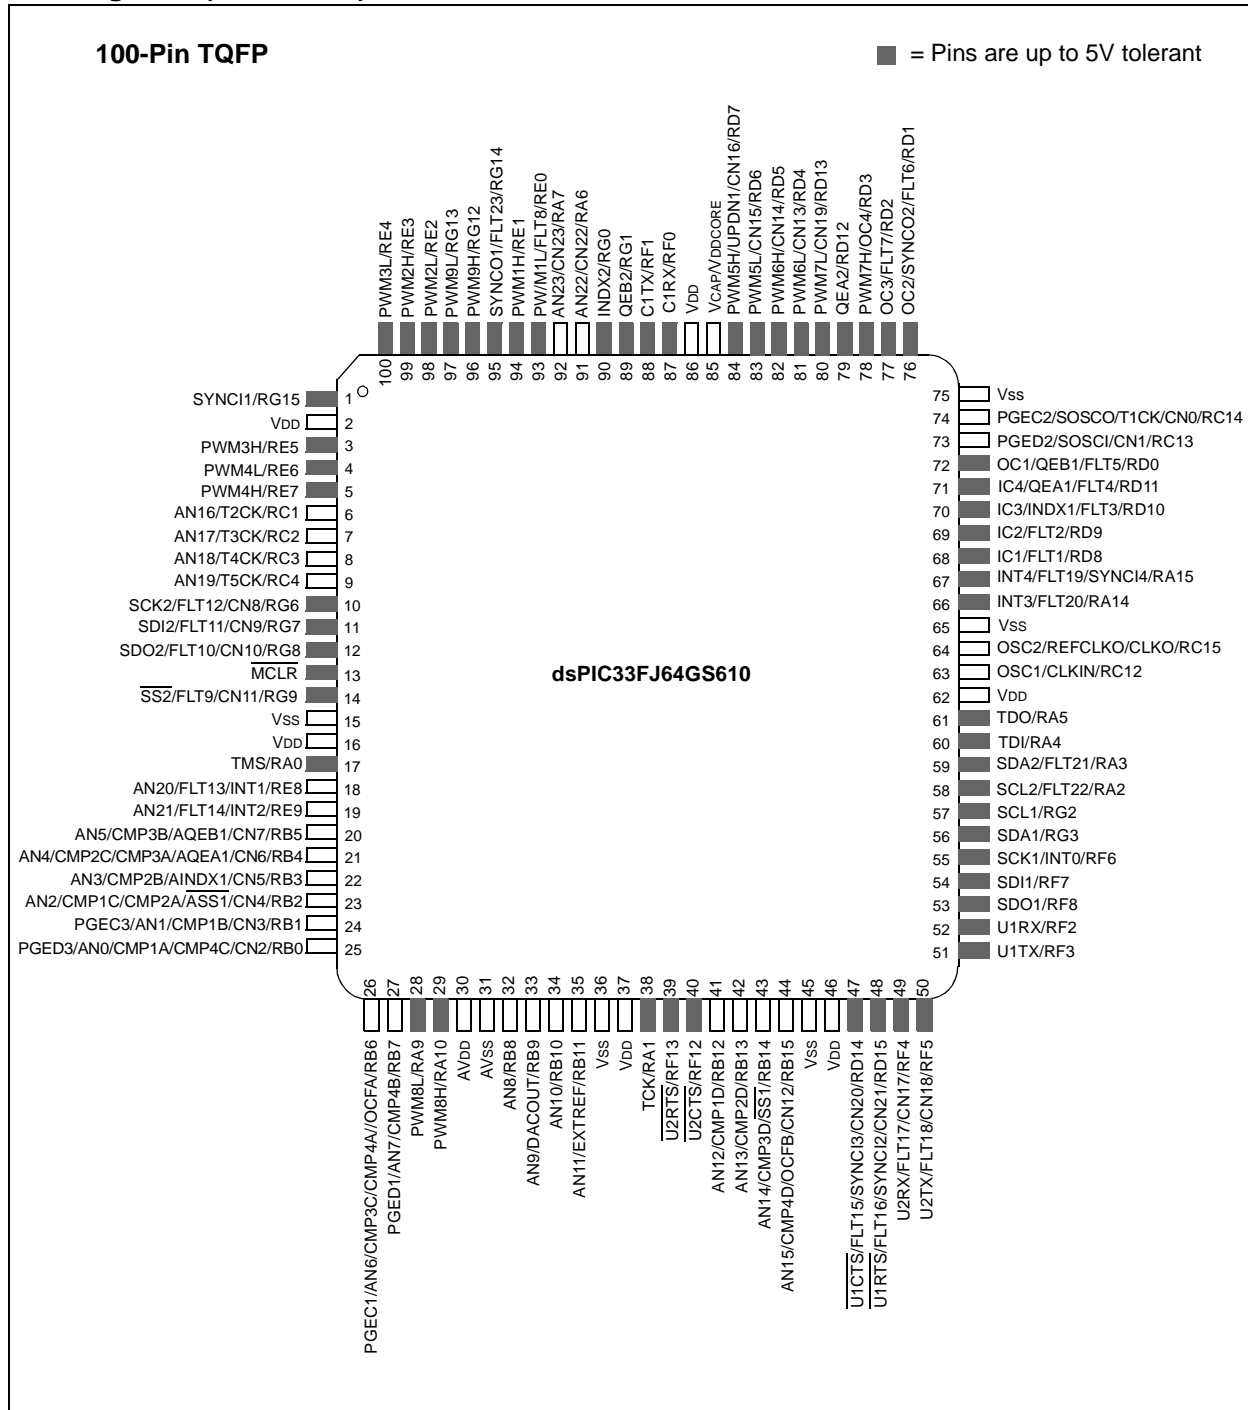 100-Pin TQFP
= Pins are up to 5V tolerant
PWM3L/RE4
PWM2H/RE3
PWM2L/RE2
PWM9L/RG13
PWM9H/RG12
SYNCO1/FLT23/RG14
PWM1H/RE1
PW/M1L/FLT8/RE0
AN23/CN23/RA7
AN22/CN22/RA6
INDX2/RG0
QEB2/RG1
C1TX/RF1
C1RX/RF0
VDD
VCAP/VDDCORE
PWM5H/UPDN1/CN16/RD7
PWM5L/CN15/RD6
PWM6H/CN14/RD5
PWM6L/CN13/RD4
PWM7L/CN19/RD13
QEA2/RD12
PWM7H/OC4/RD3
OC3/FLT7/RD2
OC2/SYNCO2/FLT6/RD1
100 99 98 97 96 95 94 93 92 91 90 89 88 87 86 85 84 83 82 81 80 79 78 77 76
SYNCI1/RG15 1
VDD 2
PWM3H/RE5 3
PWM4L/RE6 4
PWM4H/RE7 5
AN16/T2CK/RC1 6
AN17/T3CK/RC2 7
AN18/T4CK/RC3 8
AN19/T5CK/RC4 9
SCK2/FLT12/CN8/RG6 10
SDI2/FLT11/CN9/RG7 11
SDO2/FLT10/CN10/RG8 12
MCLR 13
SS2/FLT9/CN11/RG9 14
VSS 15
VDD 16
TMS/RA0 17
AN20/FLT13/INT1/RE8 18
AN21/FLT14/INT2/RE9 19
AN5/CMP3B/AQEB1/CN7/RB5 20
AN4/CMP2C/CMP3A/AQEA1/CN6/RB4 21
AN3/CMP2B/AINDX1/CN5/RB3 22
AN2/CMP1C/CMP2A/ASS1/CN4/RB2 23
PGEC3/AN1/CMP1B/CN3/RB1 24
PGED3/AN0/CMP1A/CMP4C/CN2/RB0 25
dsPIC33FJ64GS610
75 VSS
74 PGEC2/SOSCO/T1CK/CN0/RC14
73 PGED2/SOSCI/CN1/RC13
72 OC1/QEB1/FLT5/RD0
71 IC4/QEA1/FLT4/RD11
70 IC3/INDX1/FLT3/RD10
69 IC2/FLT2/RD9
68 IC1/FLT1/RD8
67 INT4/FLT19/SYNCI4/RA15
66 INT3/FLT20/RA14
65 VSS
64 OSC2/REFCLKO/CLKO/RC15
63 OSC1/CLKIN/RC12
62 VDD
61 TDO/RA5
60 TDI/RA4
59 SDA2/FLT21/RA3
58 SCL2/FLT22/RA2
57 SCL1/RG2
56 SDA1/RG3
55 SCK1/INT0/RF6
54 SDI1/RF7
53 SDO1/RF8
52 U1RX/RF2
51 U1TX/RF3
26 27 28 29 30 31 32 33 34 35 36 37 38 39 40 41 42 43 44 45 46 47 48 49 50
PGEC1/AN6/CMP3C/CMP4A//OCFA/RB6
PGED1/AN7/CMP4B/RB7
PWM8L/RA9
PWM8H/RA10
AVDD
AVSS
AN8/RB8
AN9/DACOUT/RB9
AN10/RB10
AN11/EXTREF/RB11
VSS
VDD
TCK/RA1
U2RTS/RF13
U2CTS/RF12
AN12/CMP1D/RB12
AN13/CMP2D/RB13
AN14/CMP3D/SS1/RB14
AN15/CMP4D/OCFB/CN12/RB15
VSS
VDD
U1CTS/FLT15/SYNCI3/CN20/RD14
U1RTS/FLT16/SYNCI2/CN21/RD15
U2RX/FLT17/CN17/RF4
U2TX/FLT18/CN18/RF5